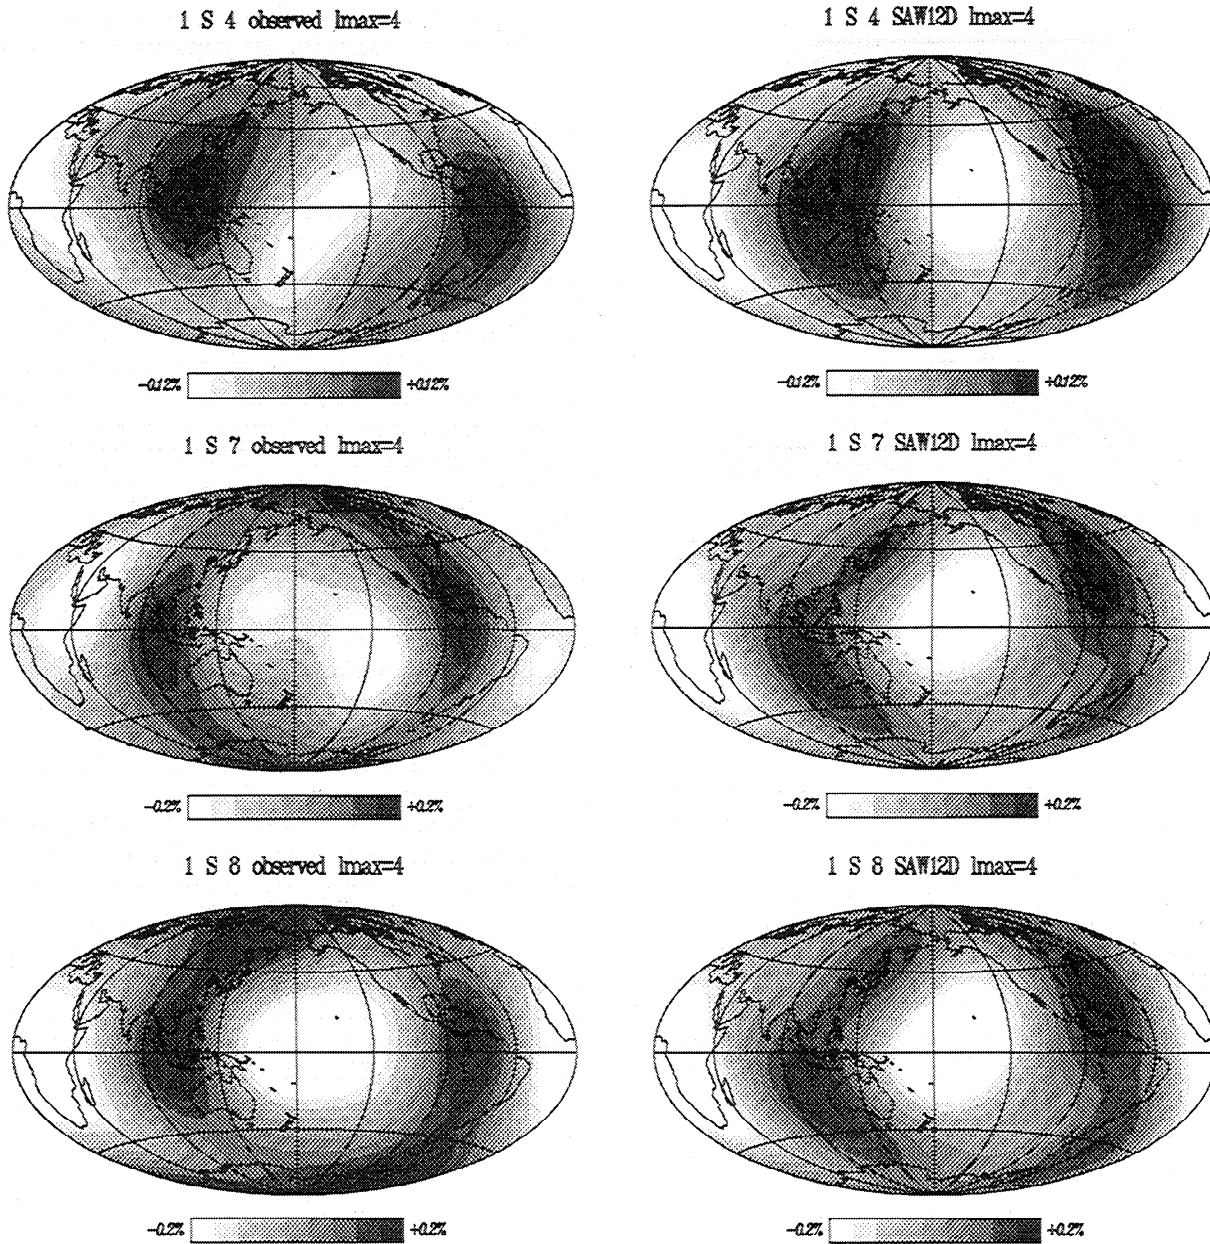 1 S 4 observed lmax=4
1 S 4 SAW12D lmax=4
-0.12% +0.12%
-0.12% +0.12%
1 S 7 observed lmax=4
1 S 7 SAW12D lmax=4
-0.2% +0.2%
-0.2% +0.2%
1 S 8 observed lmax=4
1 S 8 SAW12D lmax=4
-0.2% +0.2%
-0.2% +0.2%